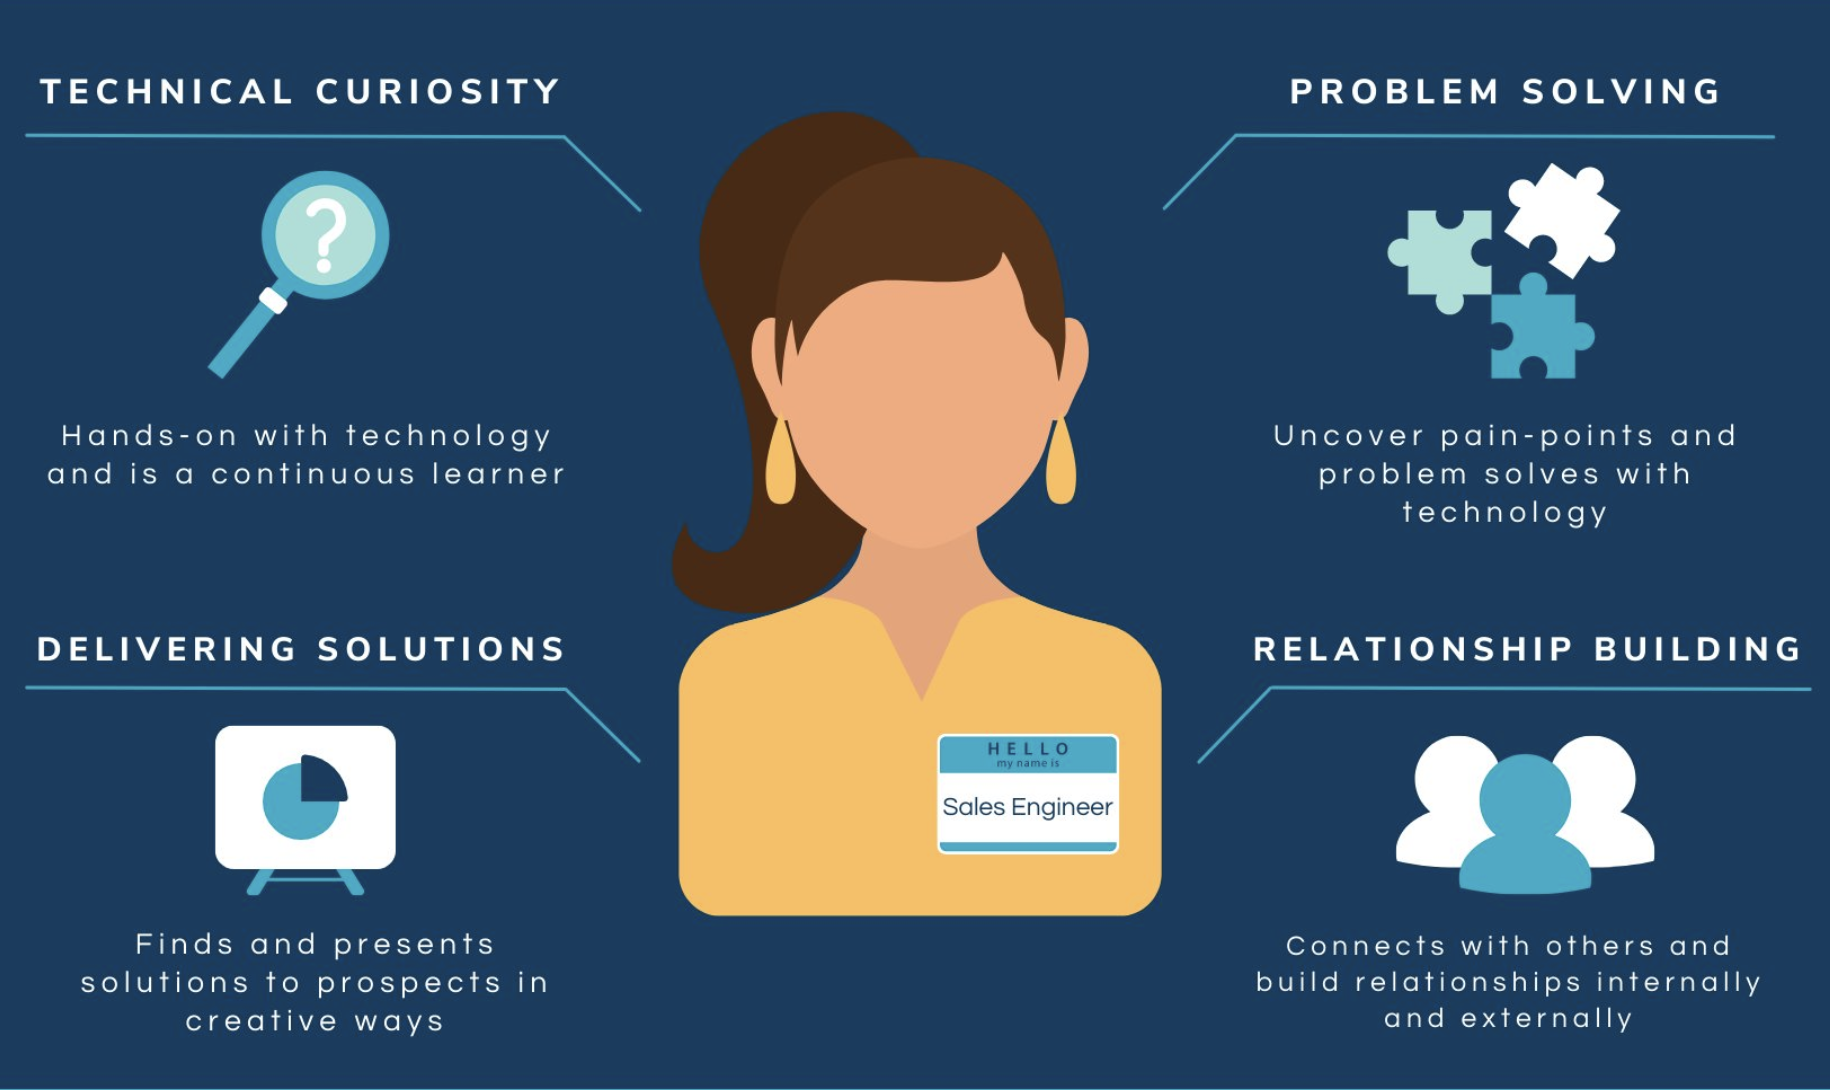 TECHNICAL CURIOSITY
?
Hands-on with technology
and is a continuous learner
PROBLEM SOLVING
Uncover pain-points and
problem solves with
technology
DELIVERING SOLUTIONS
Finds and presents
solutions to prospects in
creative ways
HELLO
my name is
Sales Engineer
RELATIONSHIP BUILDING
Connects with others and
build relationships internally
and externally